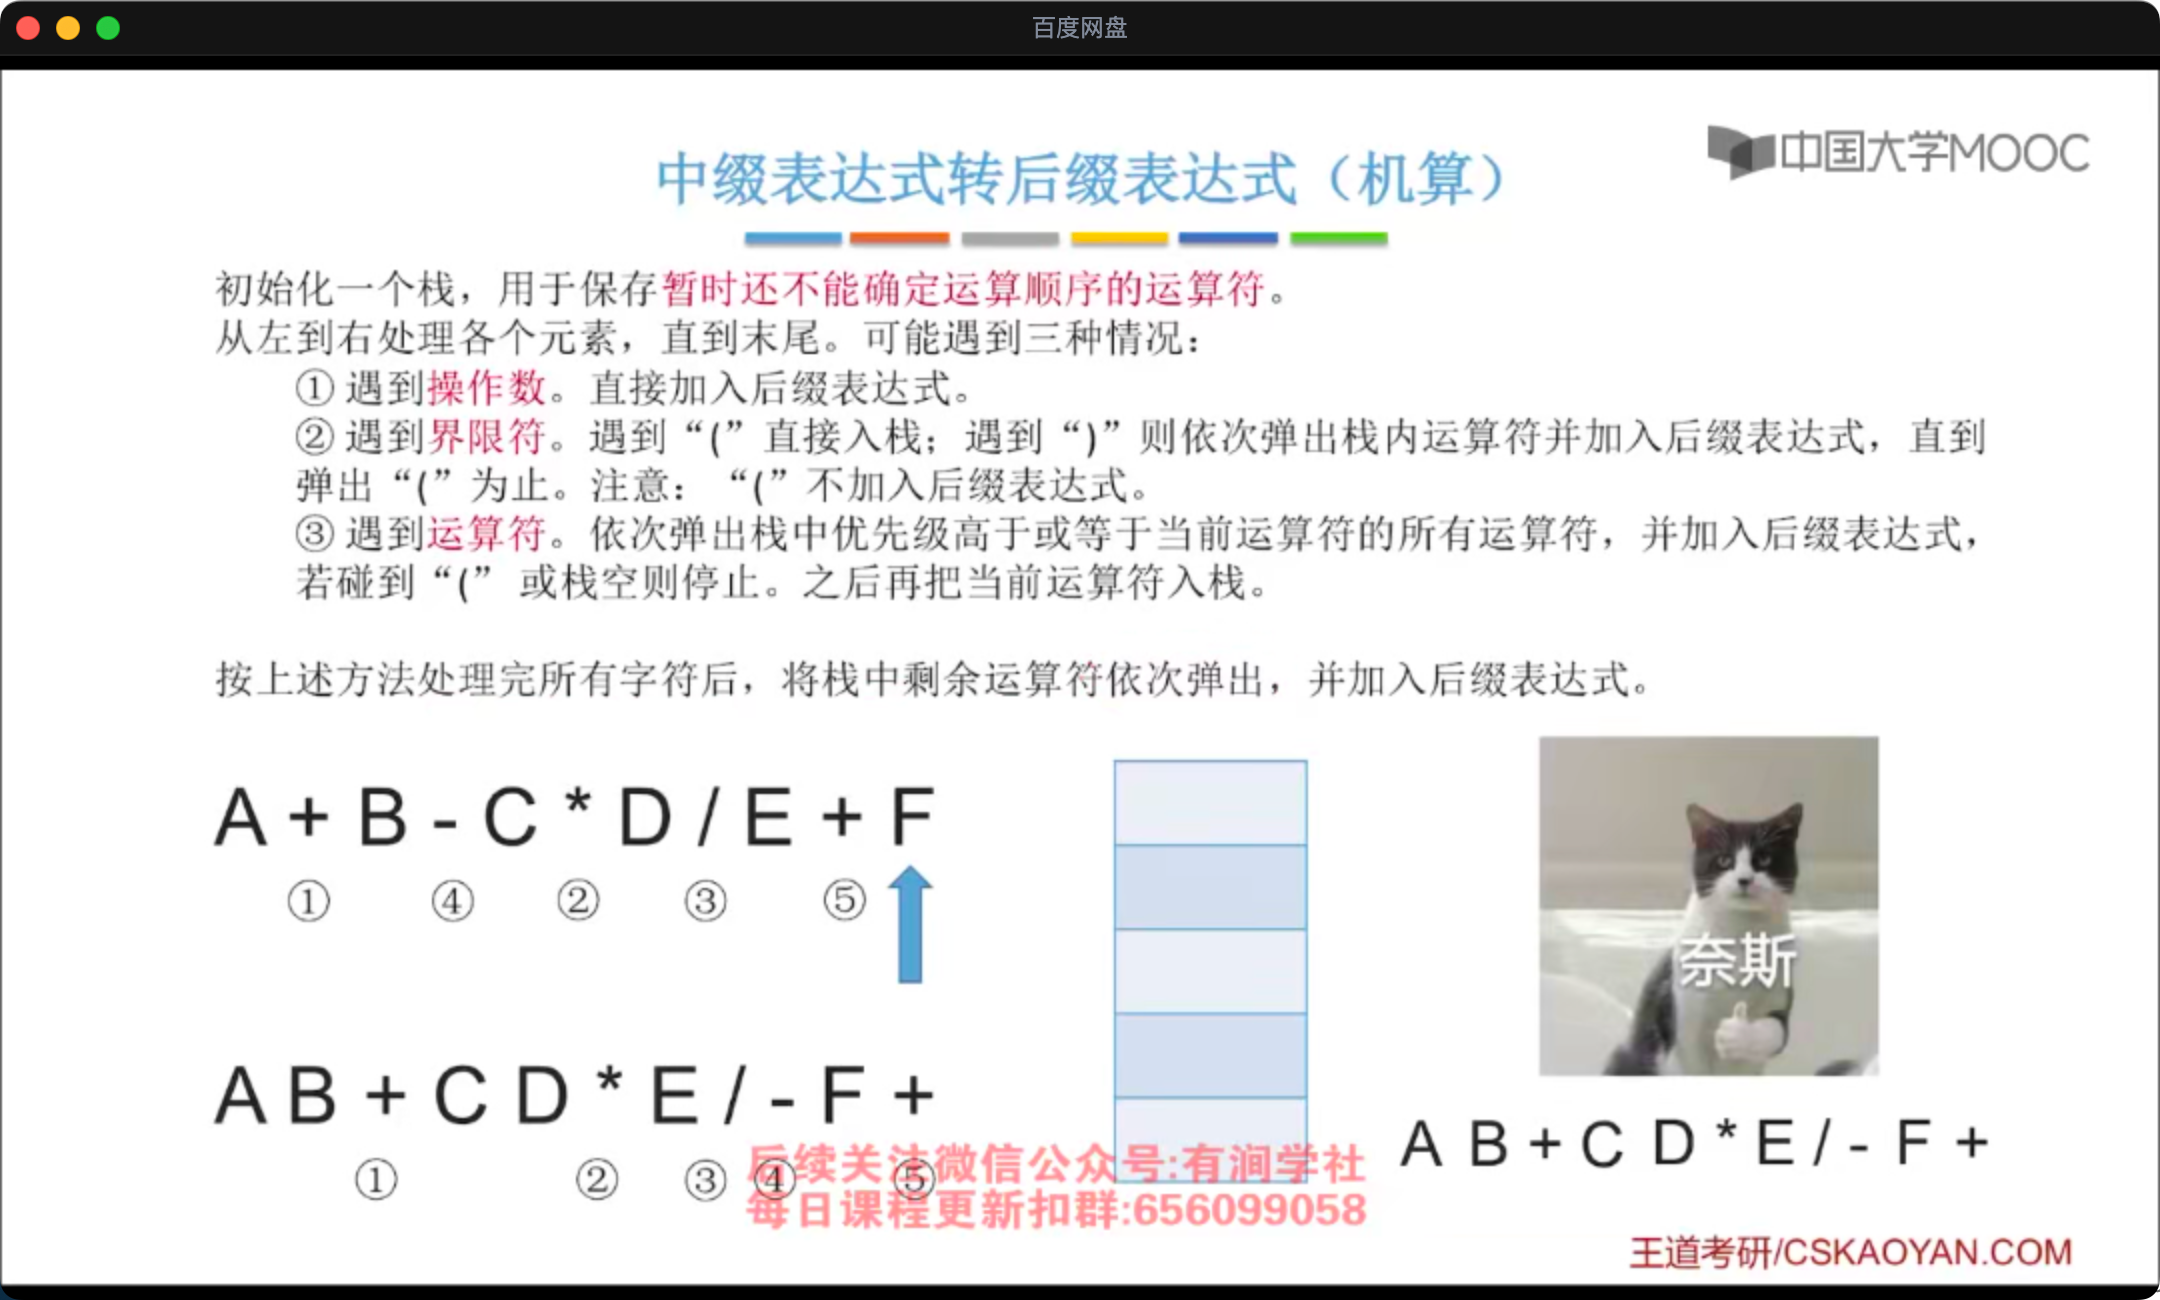 百度网盘
中国大学MOOC
中缀表达式转后缀表达式（机算）
初始化一个栈，用于保存暂时还不能确定运算顺序的运算符。
从左到右处理各个元素，直到末尾。可能遇到三种情况：
① 遇到操作数。直接加入后缀表达式。
② 遇到界限符。遇到“(”直接入栈；遇到“)”则依次弹出栈内运算符并加入后缀表达式，直到
弹出“(”为止。注意：“(”不加入后缀表达式。
③ 遇到运算符。依次弹出栈中优先级高于或等于当前运算符的所有运算符，并加入后缀表达式，
若碰到“(” 或栈空则停止。之后再把当前运算符入栈。
按上述方法处理完所有字符后，将栈中剩余运算符依次弹出，并加入后缀表达式。
A + B - C * D / E + F
① ④ ② ③ ⑤
奈斯
A B + C D * E / - F +
① ② ③ ④ ⑤
A B + C D * E / - F +
后续关注微信公众号:有涧学社
每日课程更新扣群:656099058
王道考研/CSKAOYAN.COM